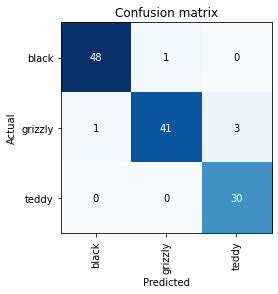 Confusion matrix
Actual
black 48 1 0
grizzly 1 41 3
teddy 0 0 30
black grizzly teddy
Predicted